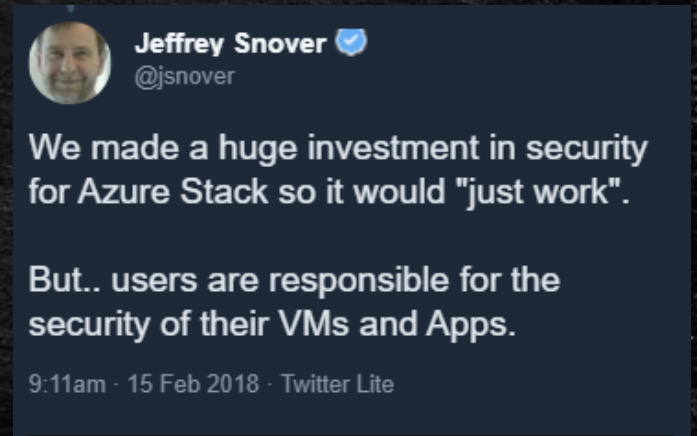 Jeffrey Snover
@jsnover
We made a huge investment in security
for Azure Stack so it would "just work".
But.. users are responsible for the
security of their VMs and Apps.
9:11am · 15 Feb 2018 · Twitter Lite